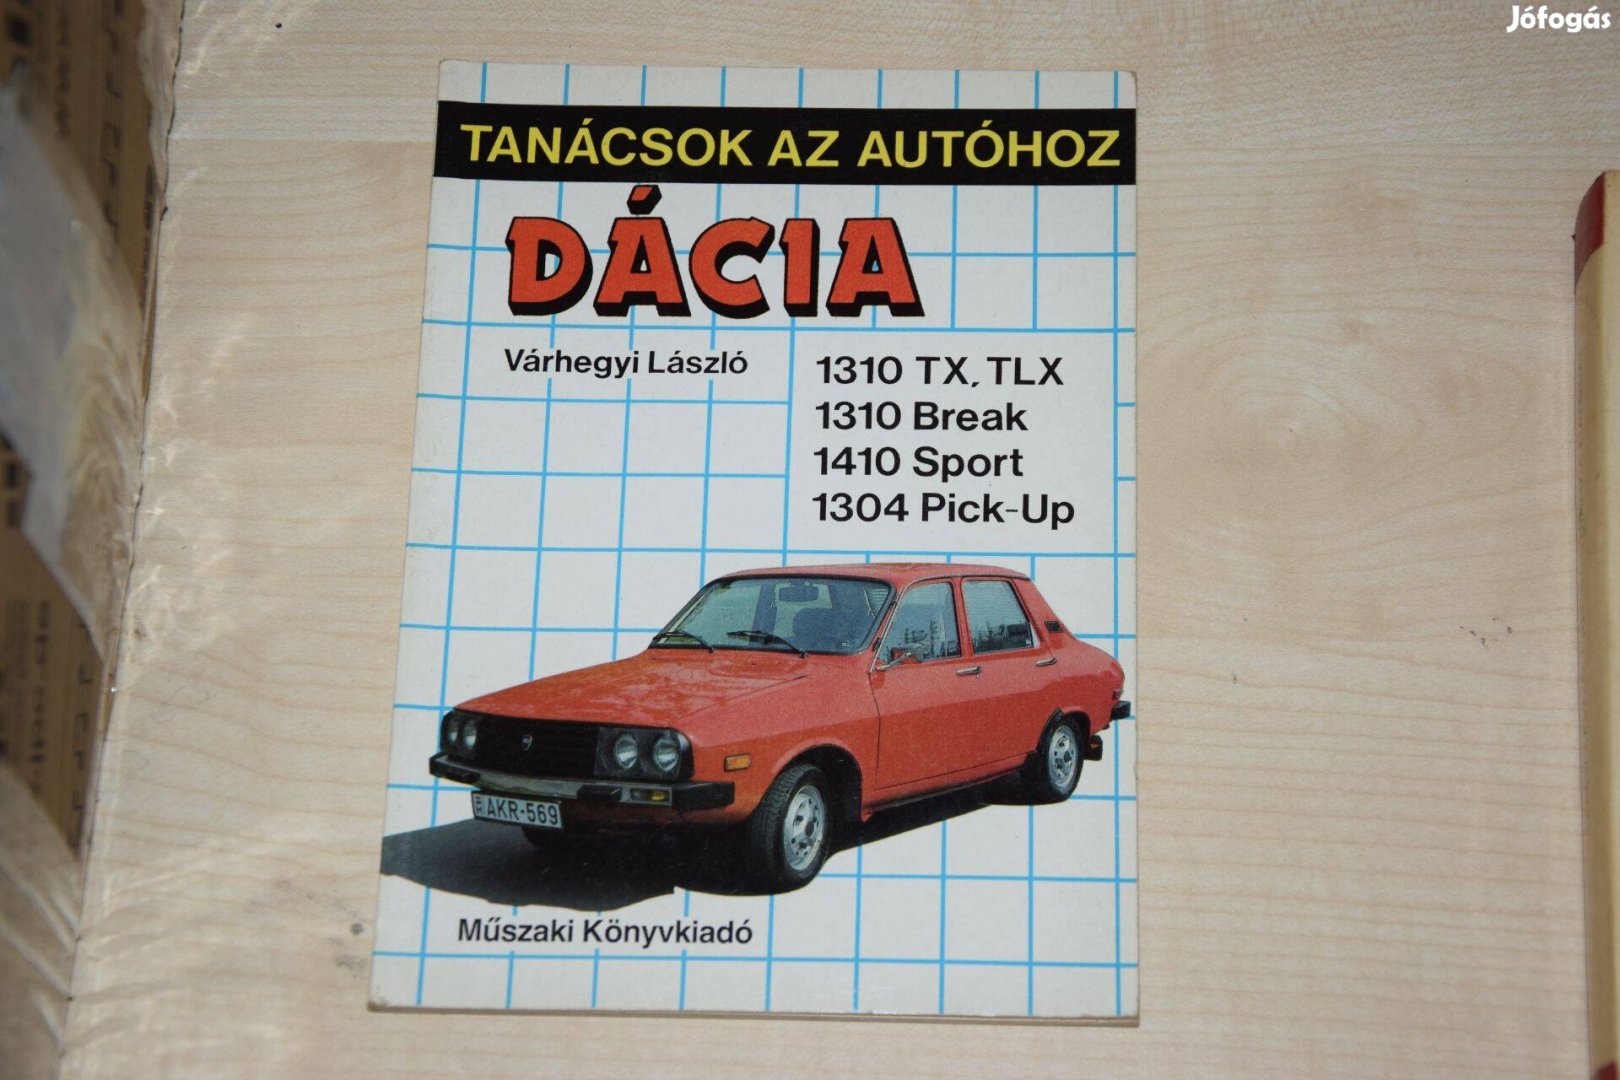 Jófogás
TANÁCSOK AZ AUTÓHOZ
DÁCIA
Várhegyi László
1310 TX, TLX
1310 Break
1410 Sport
1304 Pick-Up
AKR-569
Műszaki Könyvkiadó